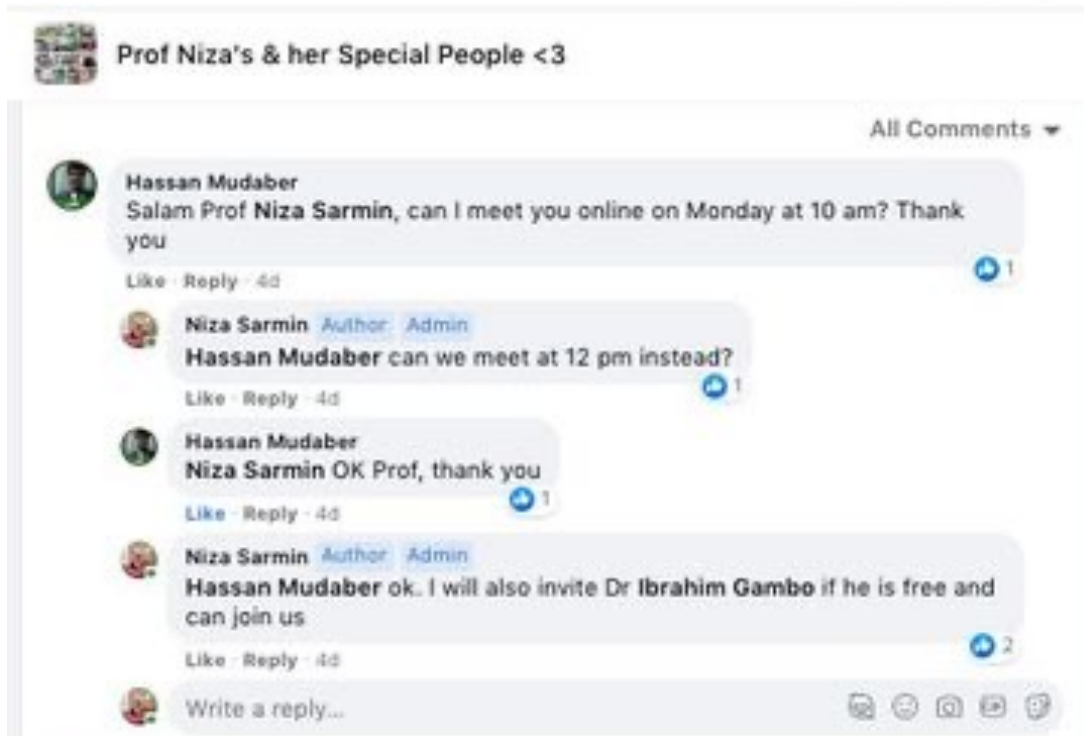 Prof Niza's & her Special People <3
All Comments
Hassan Mudaber
Salam Prof Niza Sarmin, can I meet you online on Monday at 10 am? Thank
you
1
Like · Reply · 4d
Niza Sarmin Author Admin
Hassan Mudaber can we meet at 12 pm instead?
1
Like · Reply · 4d
Hassan Mudaber
Niza Sarmin OK Prof, thank you
1
Like · Reply · 4d
Niza Sarmin Author Admin
Hassan Mudaber ok. I will also invite Dr Ibrahim Gambo if he is free and
can join us
2
Like · Reply · 4d
Write a reply...